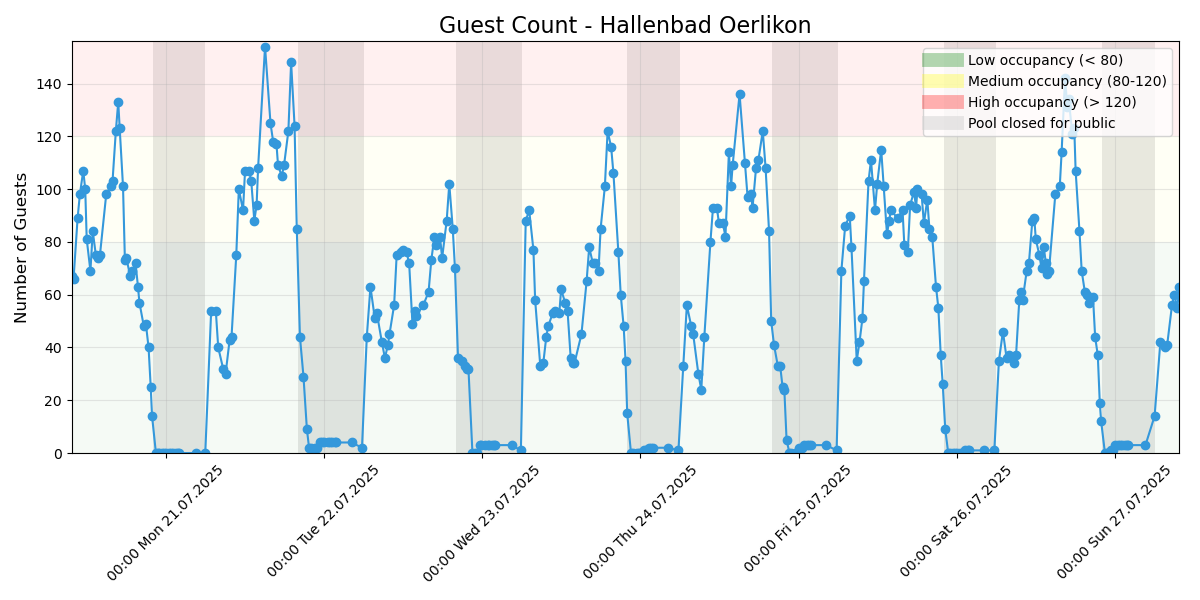 Guest Count - Hallenbad Oerlikon
Number of Guests
140
120
100
80
60
40
20
0
Low occupancy (< 80)
Medium occupancy (80-120)
High occupancy (> 120)
Pool closed for public
00:00 Mon 21.07.2025
00:00 Tue 22.07.2025
00:00 Wed 23.07.2025
00:00 Thu 24.07.2025
00:00 Fri 25.07.2025
00:00 Sat 26.07.2025
00:00 Sun 27.07.2025